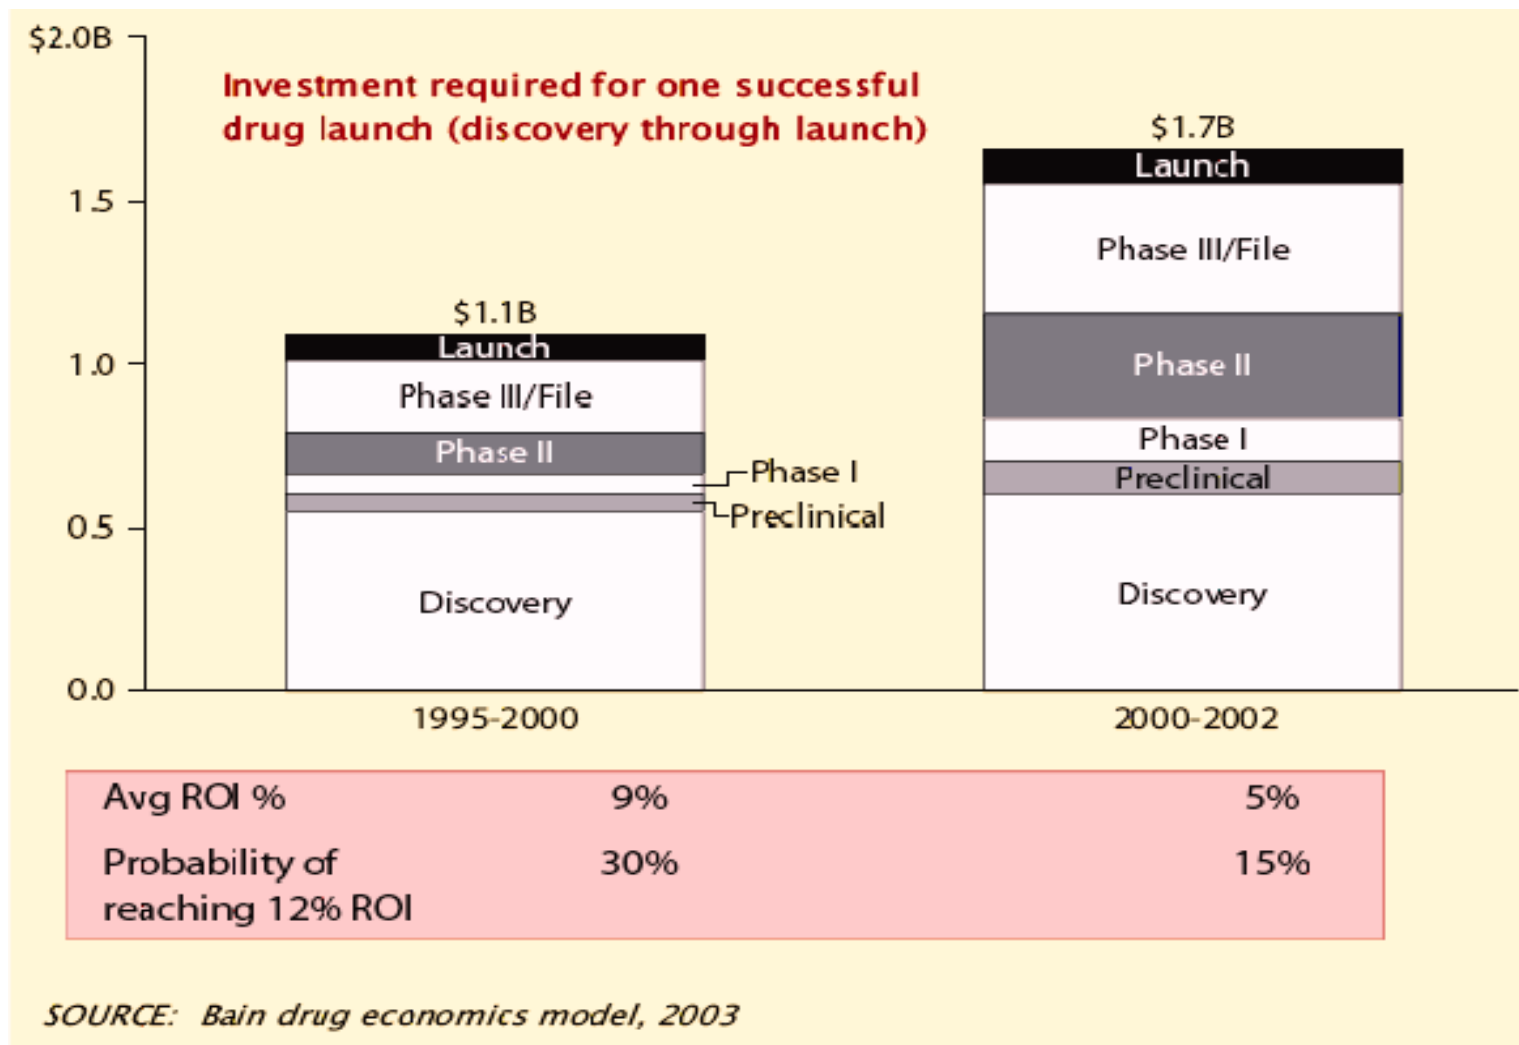 $2.0B
Investment required for one successful
drug launch (discovery through launch)
$1.7B
Launch
1.5
Phase III/File
$1.1B
Launch
1.0
Phase II
Phase III/File
Phase I
Phase II
Phase I
Preclinical
Preclinical
0.5
Discovery
Discovery
0.0
1995-2000
2000-2002
Avg ROI % 9% 5%
Probability of 30% 15%
reaching 12% ROI
SOURCE: Bain drug economics model, 2003